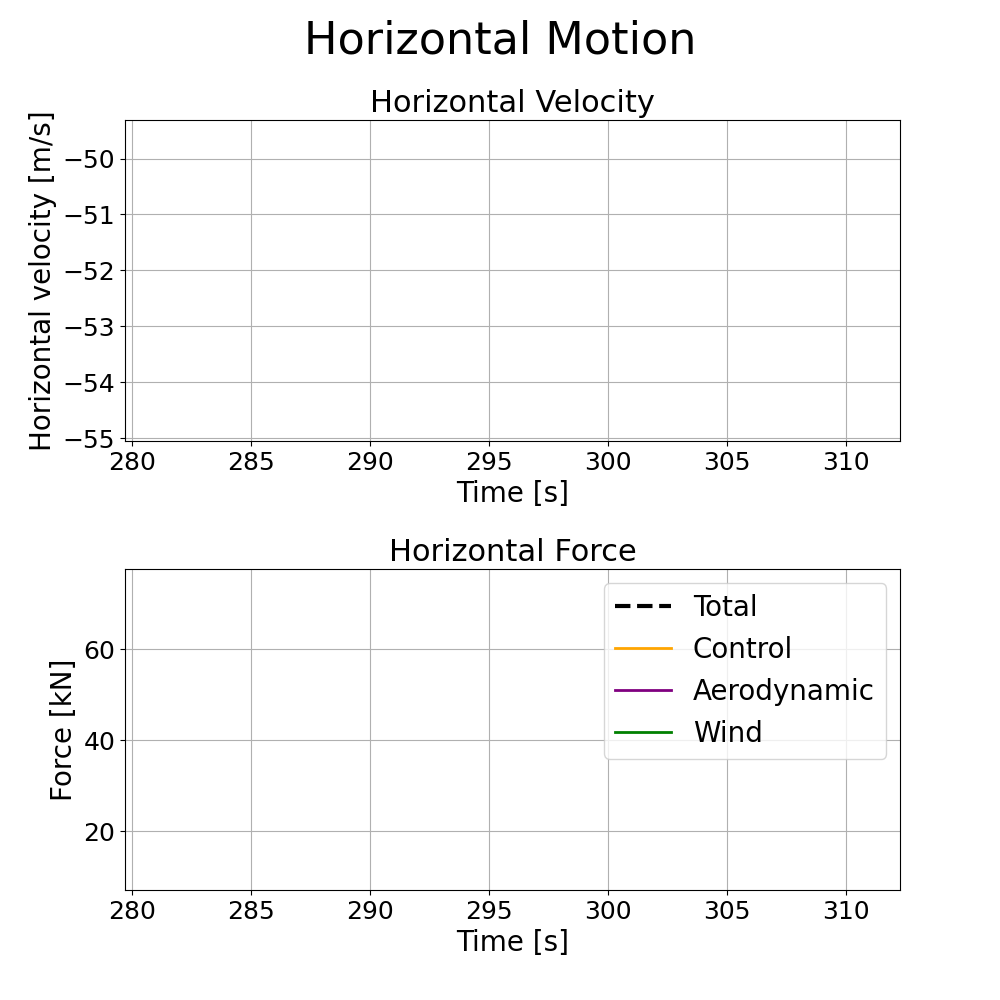 Horizontal Motion
Horizontal Velocity
Horizontal velocity [m/s]
−50
−51
−52
−53
−54
−55
280 285 290 295 300 305 310
Time [s]
Horizontal Force
Force [kN]
60
40
20
Total
Control
Aerodynamic
Wind
280 285 290 295 300 305 310
Time [s]